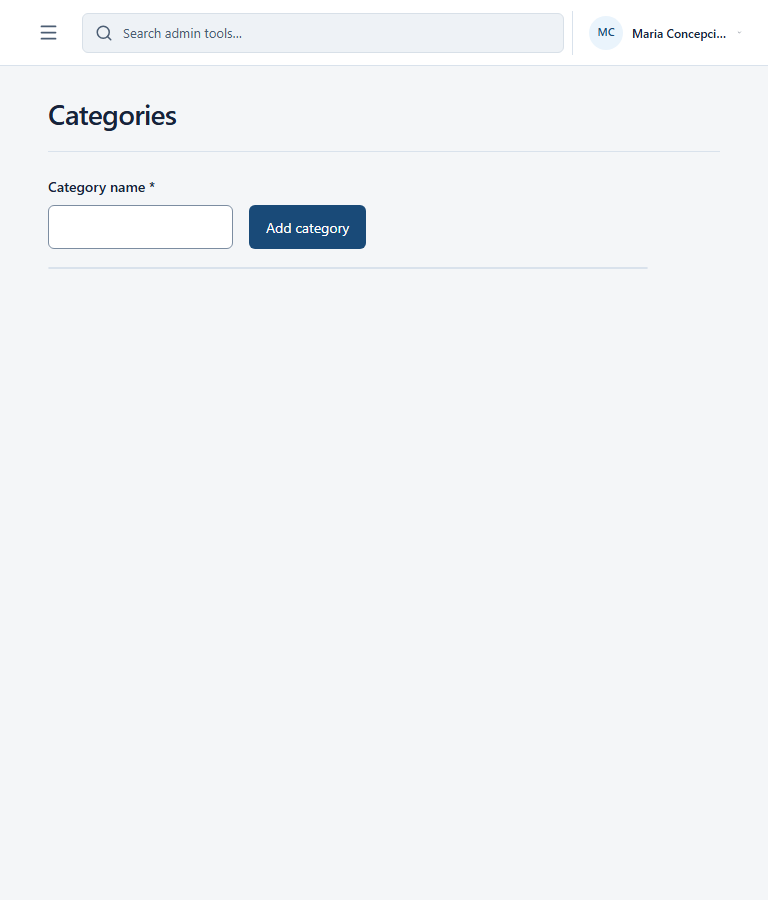 Search admin tools...
MC
Maria Concepci...
Categories
Category name *
Add category